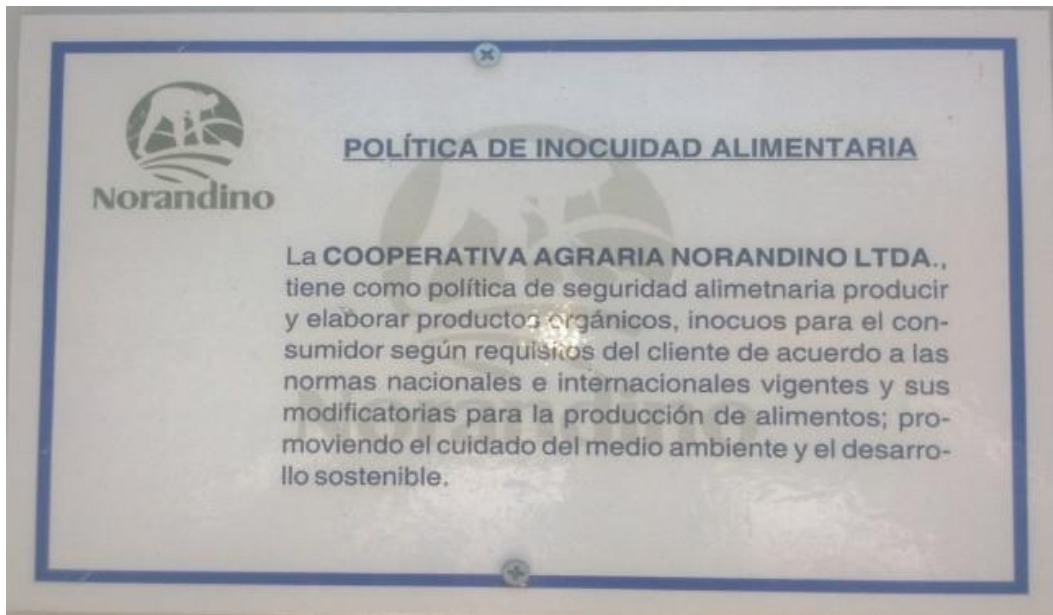 Norandino
POLÍTICA DE INOCUIDAD ALIMENTARIA
La COOPERATIVA AGRARIA NORANDINO LTDA.,
tiene como política de seguridad alimetnaria producir
y elaborar productos orgánicos, inocuos para el con-
sumidor según requisitos del cliente de acuerdo a las
normas nacionales e internacionales vigentes y sus
modificatorias para la producción de alimentos; pro-
moviendo el cuidado del medio ambiente y el desarro-
llo sostenible.
Norandino